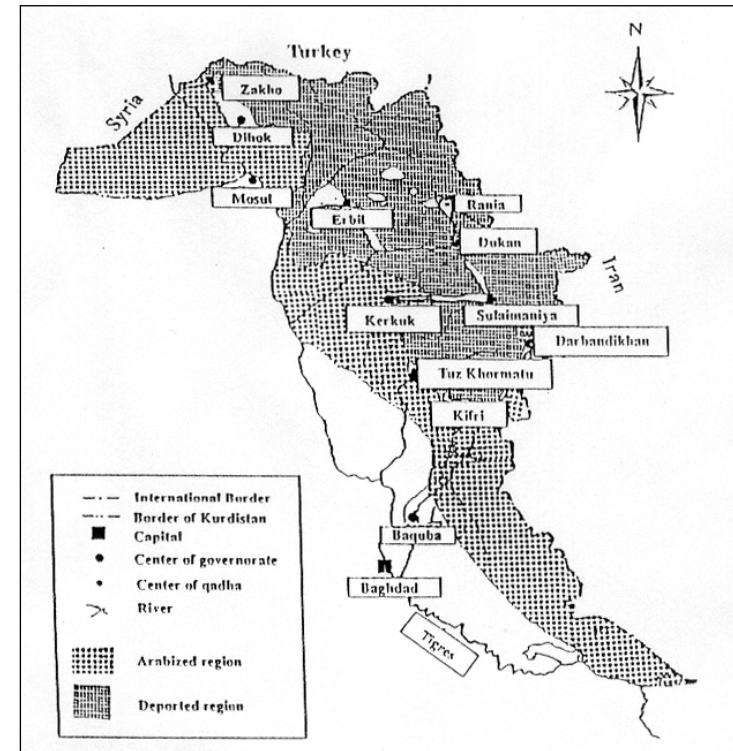 Turkey
N
Zakho
Syria
Dihok
Mosul
Erbil
Rania
Dukan
Iran
Kerkuk
Sulaimaniya
Darbandikhan
Tuz Khormatu
Kifri
International Border
Border of Kurdistan
Capital
Center of governorate
Center of qadha
River
Arabized region
Deported region
Baquba
Baghdad
Tigres